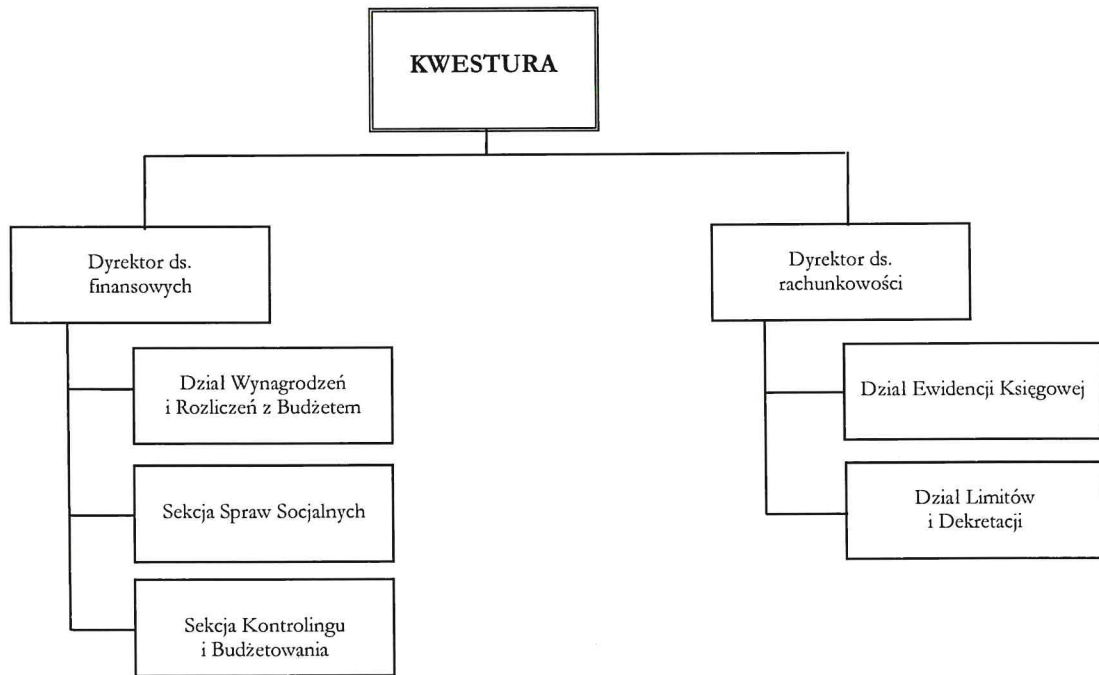 KWESTURA
Dyrektor ds.
finansowych
Dział Wynagrodzeń
i Rozliczeń z Budżetem
Sekcja Spraw Socjalnych
Sekcja Kontrolingu
i Budżetowania
Dyrektor ds.
rachunkowości
Dział Ewidencji Księgowej
Dział Limitów
i Dekretacji